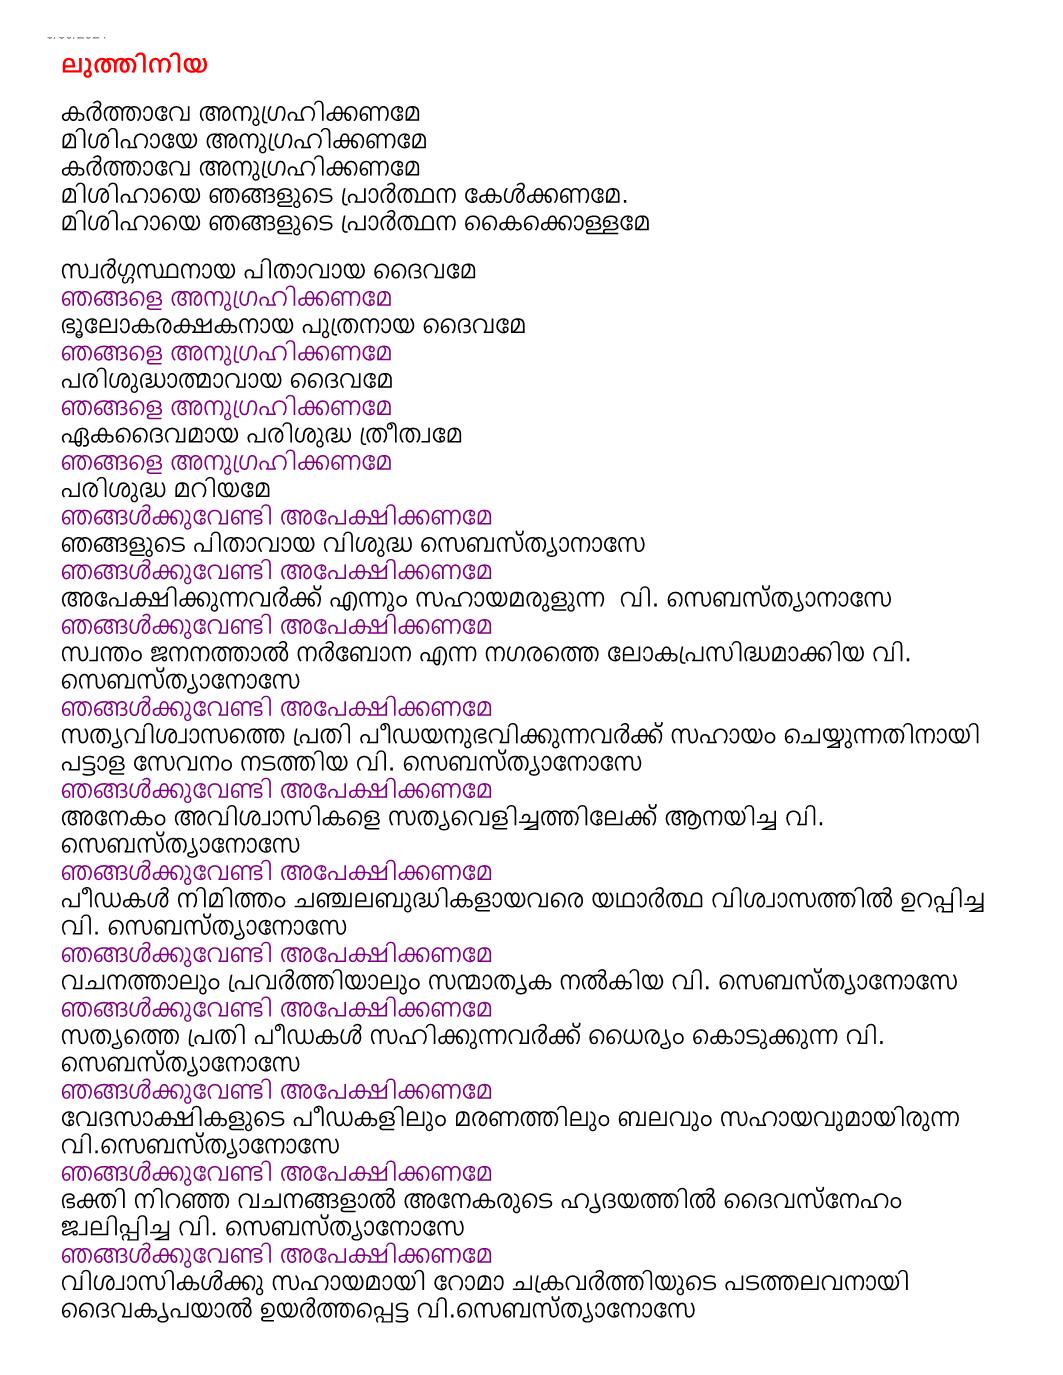 ലുത്തിനിയ
കർത്താവേ അനുഗ്രഹിക്കണമേ
മിശിഹായേ അനുഗ്രഹിക്കണമേ
കർത്താവേ അനുഗ്രഹിക്കണമേ
മിശിഹായെ ഞങ്ങളുടെ പ്രാർത്ഥന കേൾക്കണമേ.
മിശിഹായെ ഞങ്ങളുടെ പ്രാർത്ഥന കൈക്കൊള്ളമേ
സ്വർഗ്ഗസ്ഥനായ പിതാവായ ദൈവമേ
ഞങ്ങളെ അനുഗ്രഹിക്കണമേ
ഭൂലോകരക്ഷകനായ പുത്രനായ ദൈവമേ
ഞങ്ങളെ അനുഗ്രഹിക്കണമേ
പരിശുദ്ധാത്മാവായ ദൈവമേ
ഞങ്ങളെ അനുഗ്രഹിക്കണമേ
ഏകദൈവമായ പരിശുദ്ധ ത്രീത്വമേ
ഞങ്ങളെ അനുഗ്രഹിക്കണമേ
പരിശുദ്ധ മറിയമേ
ഞങ്ങൾക്കുവേണ്ടി അപേക്ഷിക്കണമേ
ഞങ്ങളുടെ പിതാവായ വിശുദ്ധ സെബസ്ത്യാനാസേ
ഞങ്ങൾക്കുവേണ്ടി അപേക്ഷിക്കണമേ
അപേക്ഷിക്കുന്നവർക്ക് എന്നും സഹായമരുളുന്ന വി. സെബസ്ത്യാനാസേ
ഞങ്ങൾക്കുവേണ്ടി അപേക്ഷിക്കണമേ
സ്വന്തം ജനനത്താൽ നർബോന എന്ന നഗരത്തെ ലോകപ്രസിദ്ധമാക്കിയ വി.
സെബസ്ത്യാനോസേ
ഞങ്ങൾക്കുവേണ്ടി അപേക്ഷിക്കണമേ
സത്യവിശ്വാസത്തെ പ്രതി പീഡയനുഭവിക്കുന്നവർക്ക് സഹായം ചെയ്യുന്നതിനായി
പട്ടാള സേവനം നടത്തിയ വി. സെബസ്ത്യാനോസേ
ഞങ്ങൾക്കുവേണ്ടി അപേക്ഷിക്കണമേ
അനേകം അവിശ്വാസികളെ സത്യവെളിച്ചത്തിലേക്ക് ആനയിച്ച വി.
സെബസ്ത്യാനോസേ
ഞങ്ങൾക്കുവേണ്ടി അപേക്ഷിക്കണമേ
പീഡകൾ നിമിത്തം ചഞ്ചലബുദ്ധികളായവരെ യഥാർത്ഥ വിശ്വാസത്തിൽ ഉറപ്പിച്ച
വി. സെബസ്ത്യാനോസേ
ഞങ്ങൾക്കുവേണ്ടി അപേക്ഷിക്കണമേ
വചനത്താലും പ്രവർത്തിയാലും സന്മാതൃക നൽകിയ വി. സെബസ്ത്യാനോസേ
ഞങ്ങൾക്കുവേണ്ടി അപേക്ഷിക്കണമേ
സത്യത്തെ പ്രതി പീഡകൾ സഹിക്കുന്നവർക്ക് ധൈര്യം കൊടുക്കുന്ന വി.
സെബസ്ത്യാനോസേ
ഞങ്ങൾക്കുവേണ്ടി അപേക്ഷിക്കണമേ
വേദസാക്ഷികളുടെ പീഡകളിലും മരണത്തിലും ബലവും സഹായവുമായിരുന്ന
വി.സെബസ്ത്യാനോസേ
ഞങ്ങൾക്കുവേണ്ടി അപേക്ഷിക്കണമേ
ഭക്തി നിറഞ്ഞ വചനങ്ങളാൽ അനേകരുടെ ഹൃദയത്തിൽ ദൈവസ്നേഹം
ജ്വലിപ്പിച്ച വി. സെബസ്ത്യാനോസേ
ഞങ്ങൾക്കുവേണ്ടി അപേക്ഷിക്കണമേ
വിശ്വാസികൾക്കു സഹായമായി റോമാ ചക്രവർത്തിയുടെ പടത്തലവനായി
ദൈവകൃപയാൽ ഉയർത്തപ്പെട്ട വി.സെബസ്ത്യാനോസേ